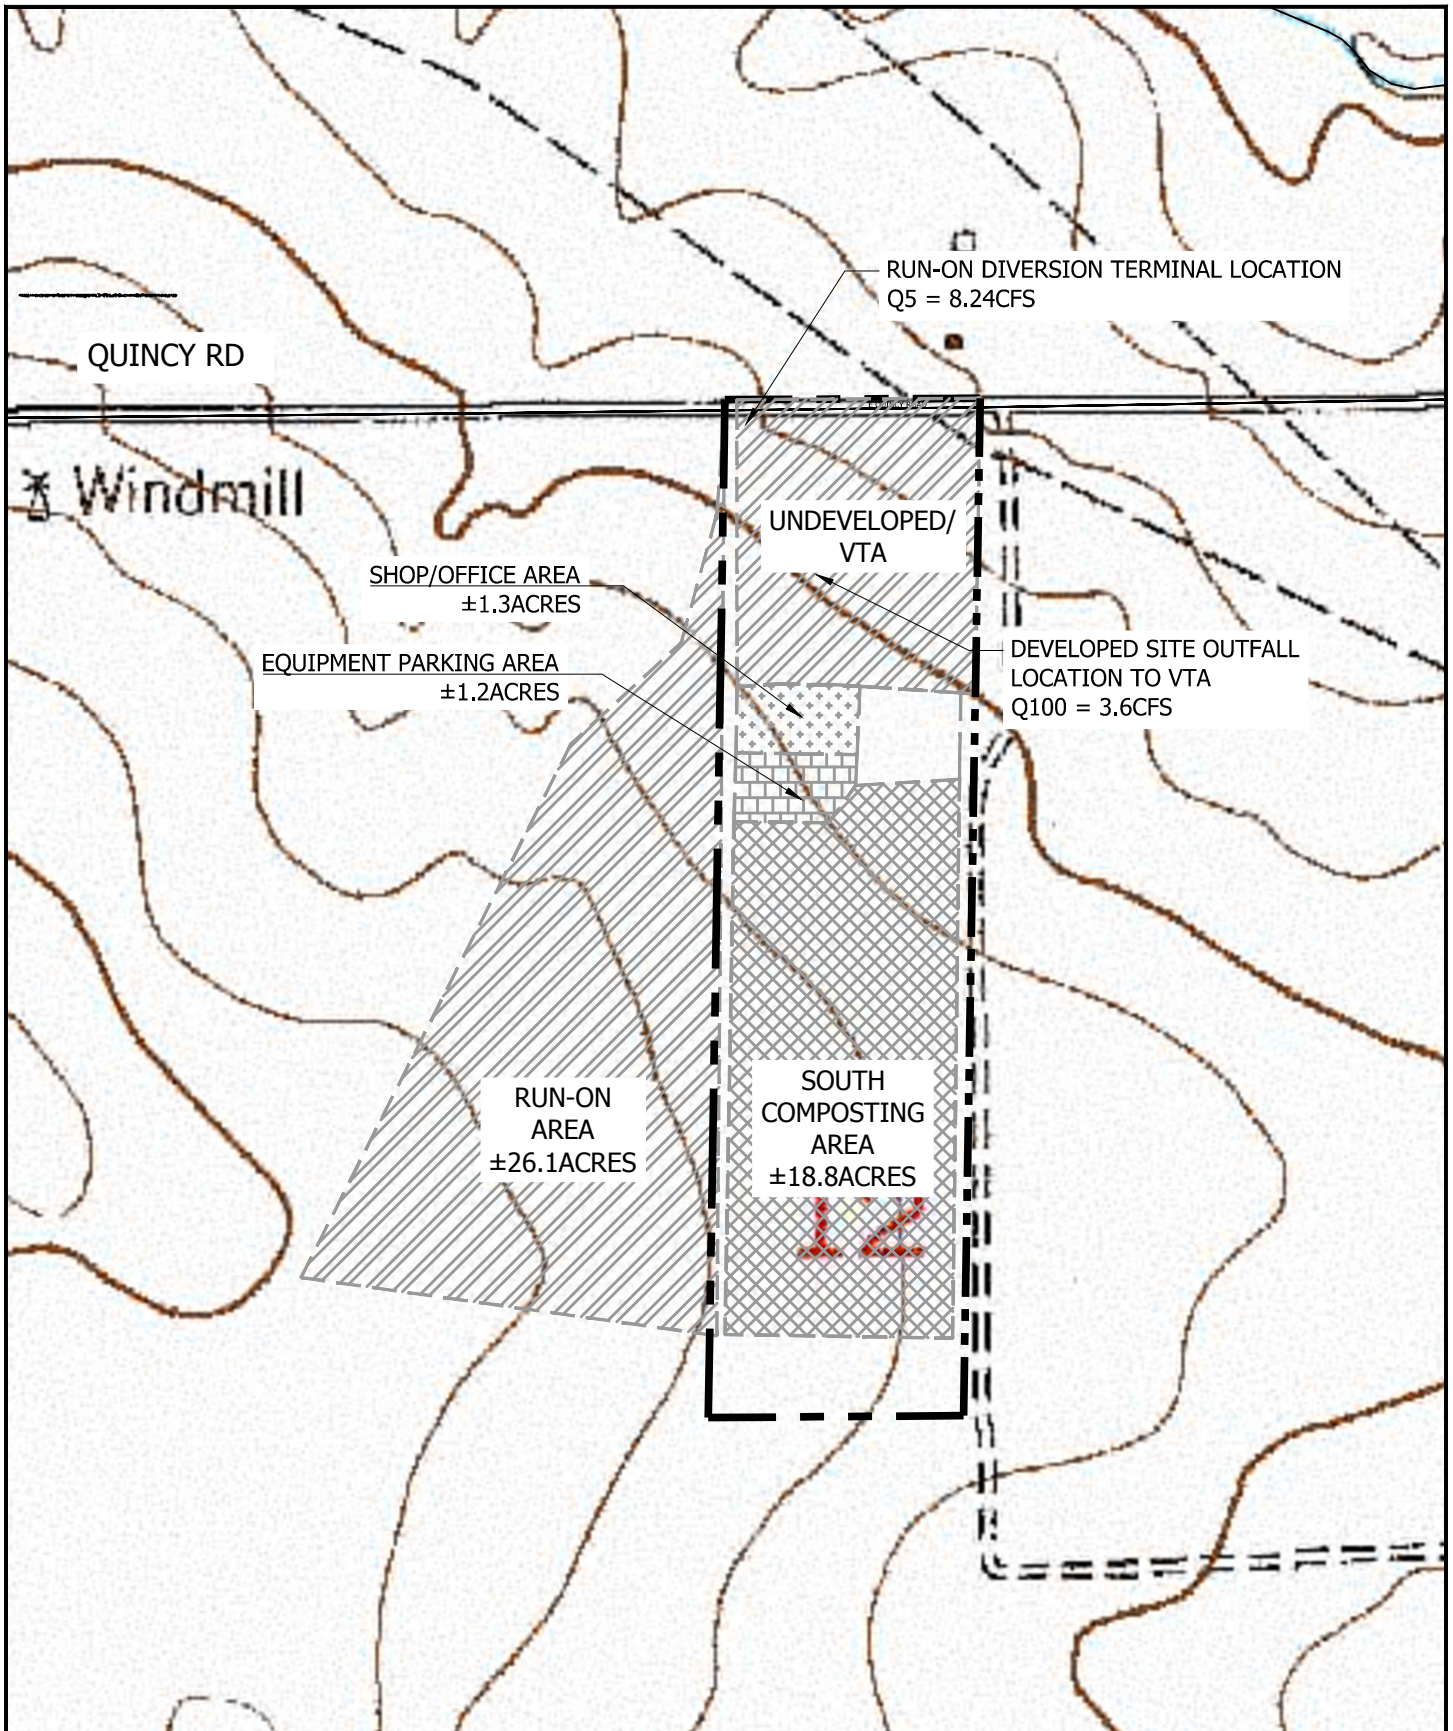 RUN-ON DIVERSION TERMINAL LOCATION
Q5 = 8.24CFS
QUINCY RD
Windmill
UNDEVELOPED/
VTA
SHOP/OFFICE AREA
±1.3ACRES
EQUIPMENT PARKING AREA
±1.2ACRES
DEVELOPED SITE OUTFALL
LOCATION TO VTA
Q100 = 3.6CFS
RUN-ON
AREA
±26.1ACRES
SOUTH
COMPOSTING
AREA
±18.8ACRES
12